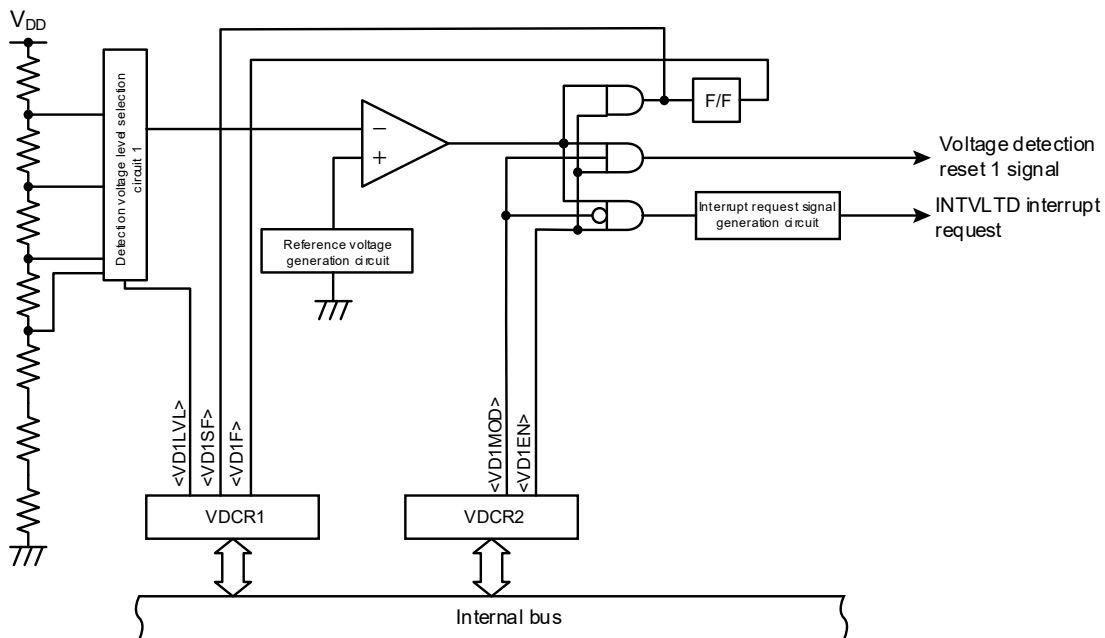 VDD
Detection voltage level selection
circuit 1
−
+
F/F
Voltage detection
reset 1 signal
Interrupt request signal
generation circuit
INTVLTD interrupt
request
Reference voltage
generation circuit
<VD1LVL>
<VD1SF>
<VD1F>
<VD1MOD>
<VD1EN>
VDCR1
VDCR2
Internal bus